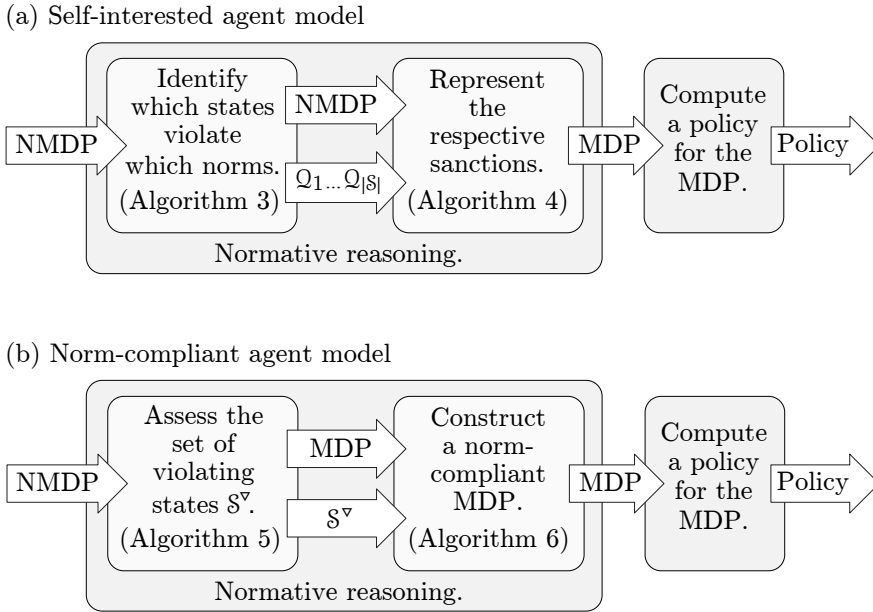 (a) Self-interested agent model
NMDP
Identify
which states
violate
which norms.
(Algorithm 3)
NMDP
Q1...Q|S|
Represent
the
respective
sanctions.
(Algorithm 4)
Normative reasoning.
MDP
Compute
a policy
for the
MDP.
Policy
(b) Norm-compliant agent model
NMDP
Assess the
set of
violating
states S▽.
(Algorithm 5)
MDP
S▽
Construct
a norm-
compliant
MDP.
(Algorithm 6)
Normative reasoning.
MDP
Compute
a policy
for the
MDP.
Policy